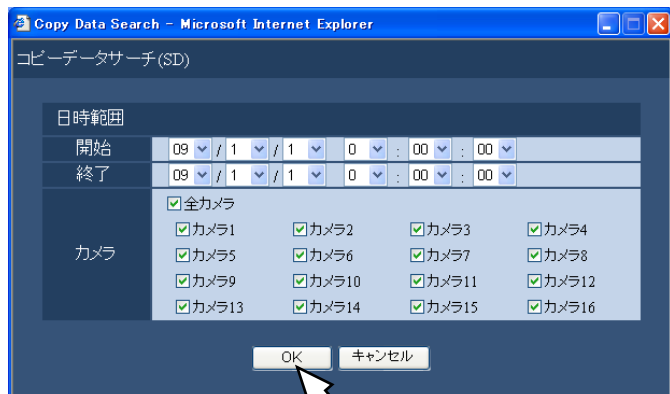 Copy Data Search - Microsoft Internet Explorer
コピーデータサーチ(SD)
日時範囲
開始 09 / 1 / 1 0 : 00 : 00
終了 09 / 1 / 1 0 : 00 : 00
全カメラ
カメラ1 カメラ2 カメラ3 カメラ4
カメラ
カメラ5 カメラ6 カメラ7 カメラ8
カメラ9 カメラ10 カメラ11 カメラ12
カメラ13 カメラ14 カメラ15 カメラ16
OK キャンセル